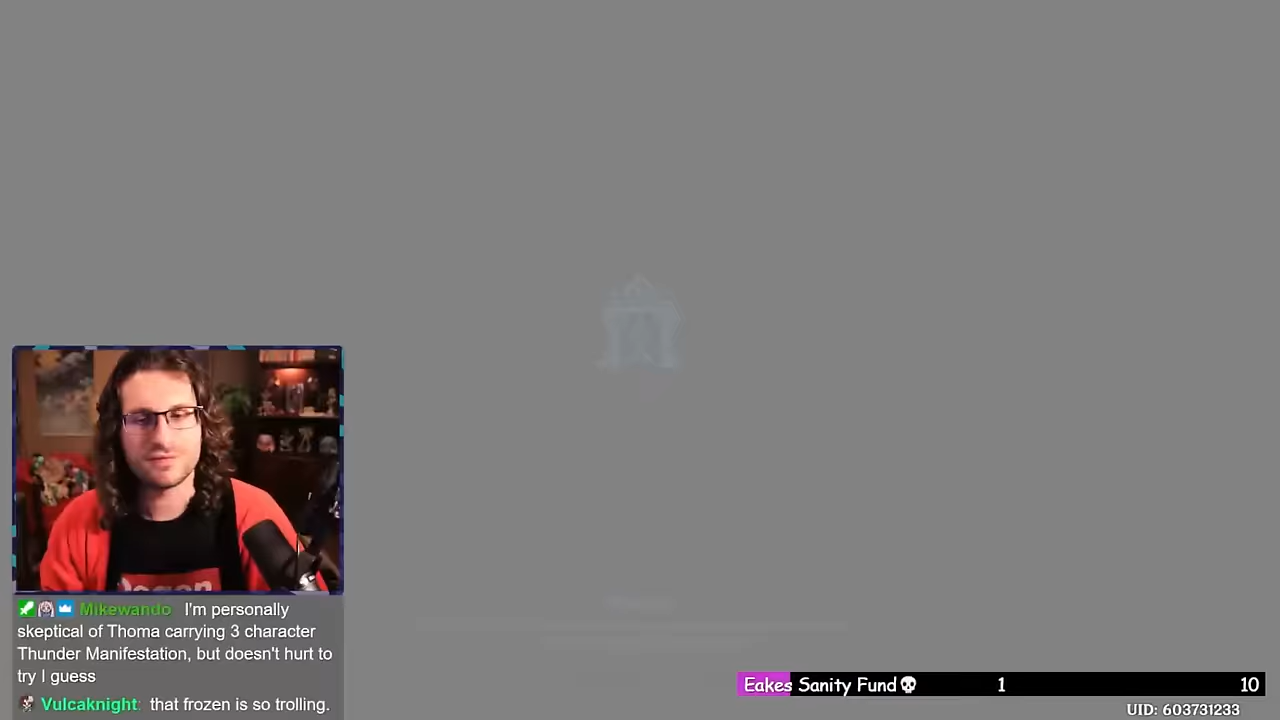 Mikewando I'm personally
skeptical of Thoma carrying 3 character
Thunder Manifestation, but doesn't hurt to
try I guess
Vulcaknight: that frozen is so trolling.
Eakes Sanity Fund 1 10
UID: 603731233